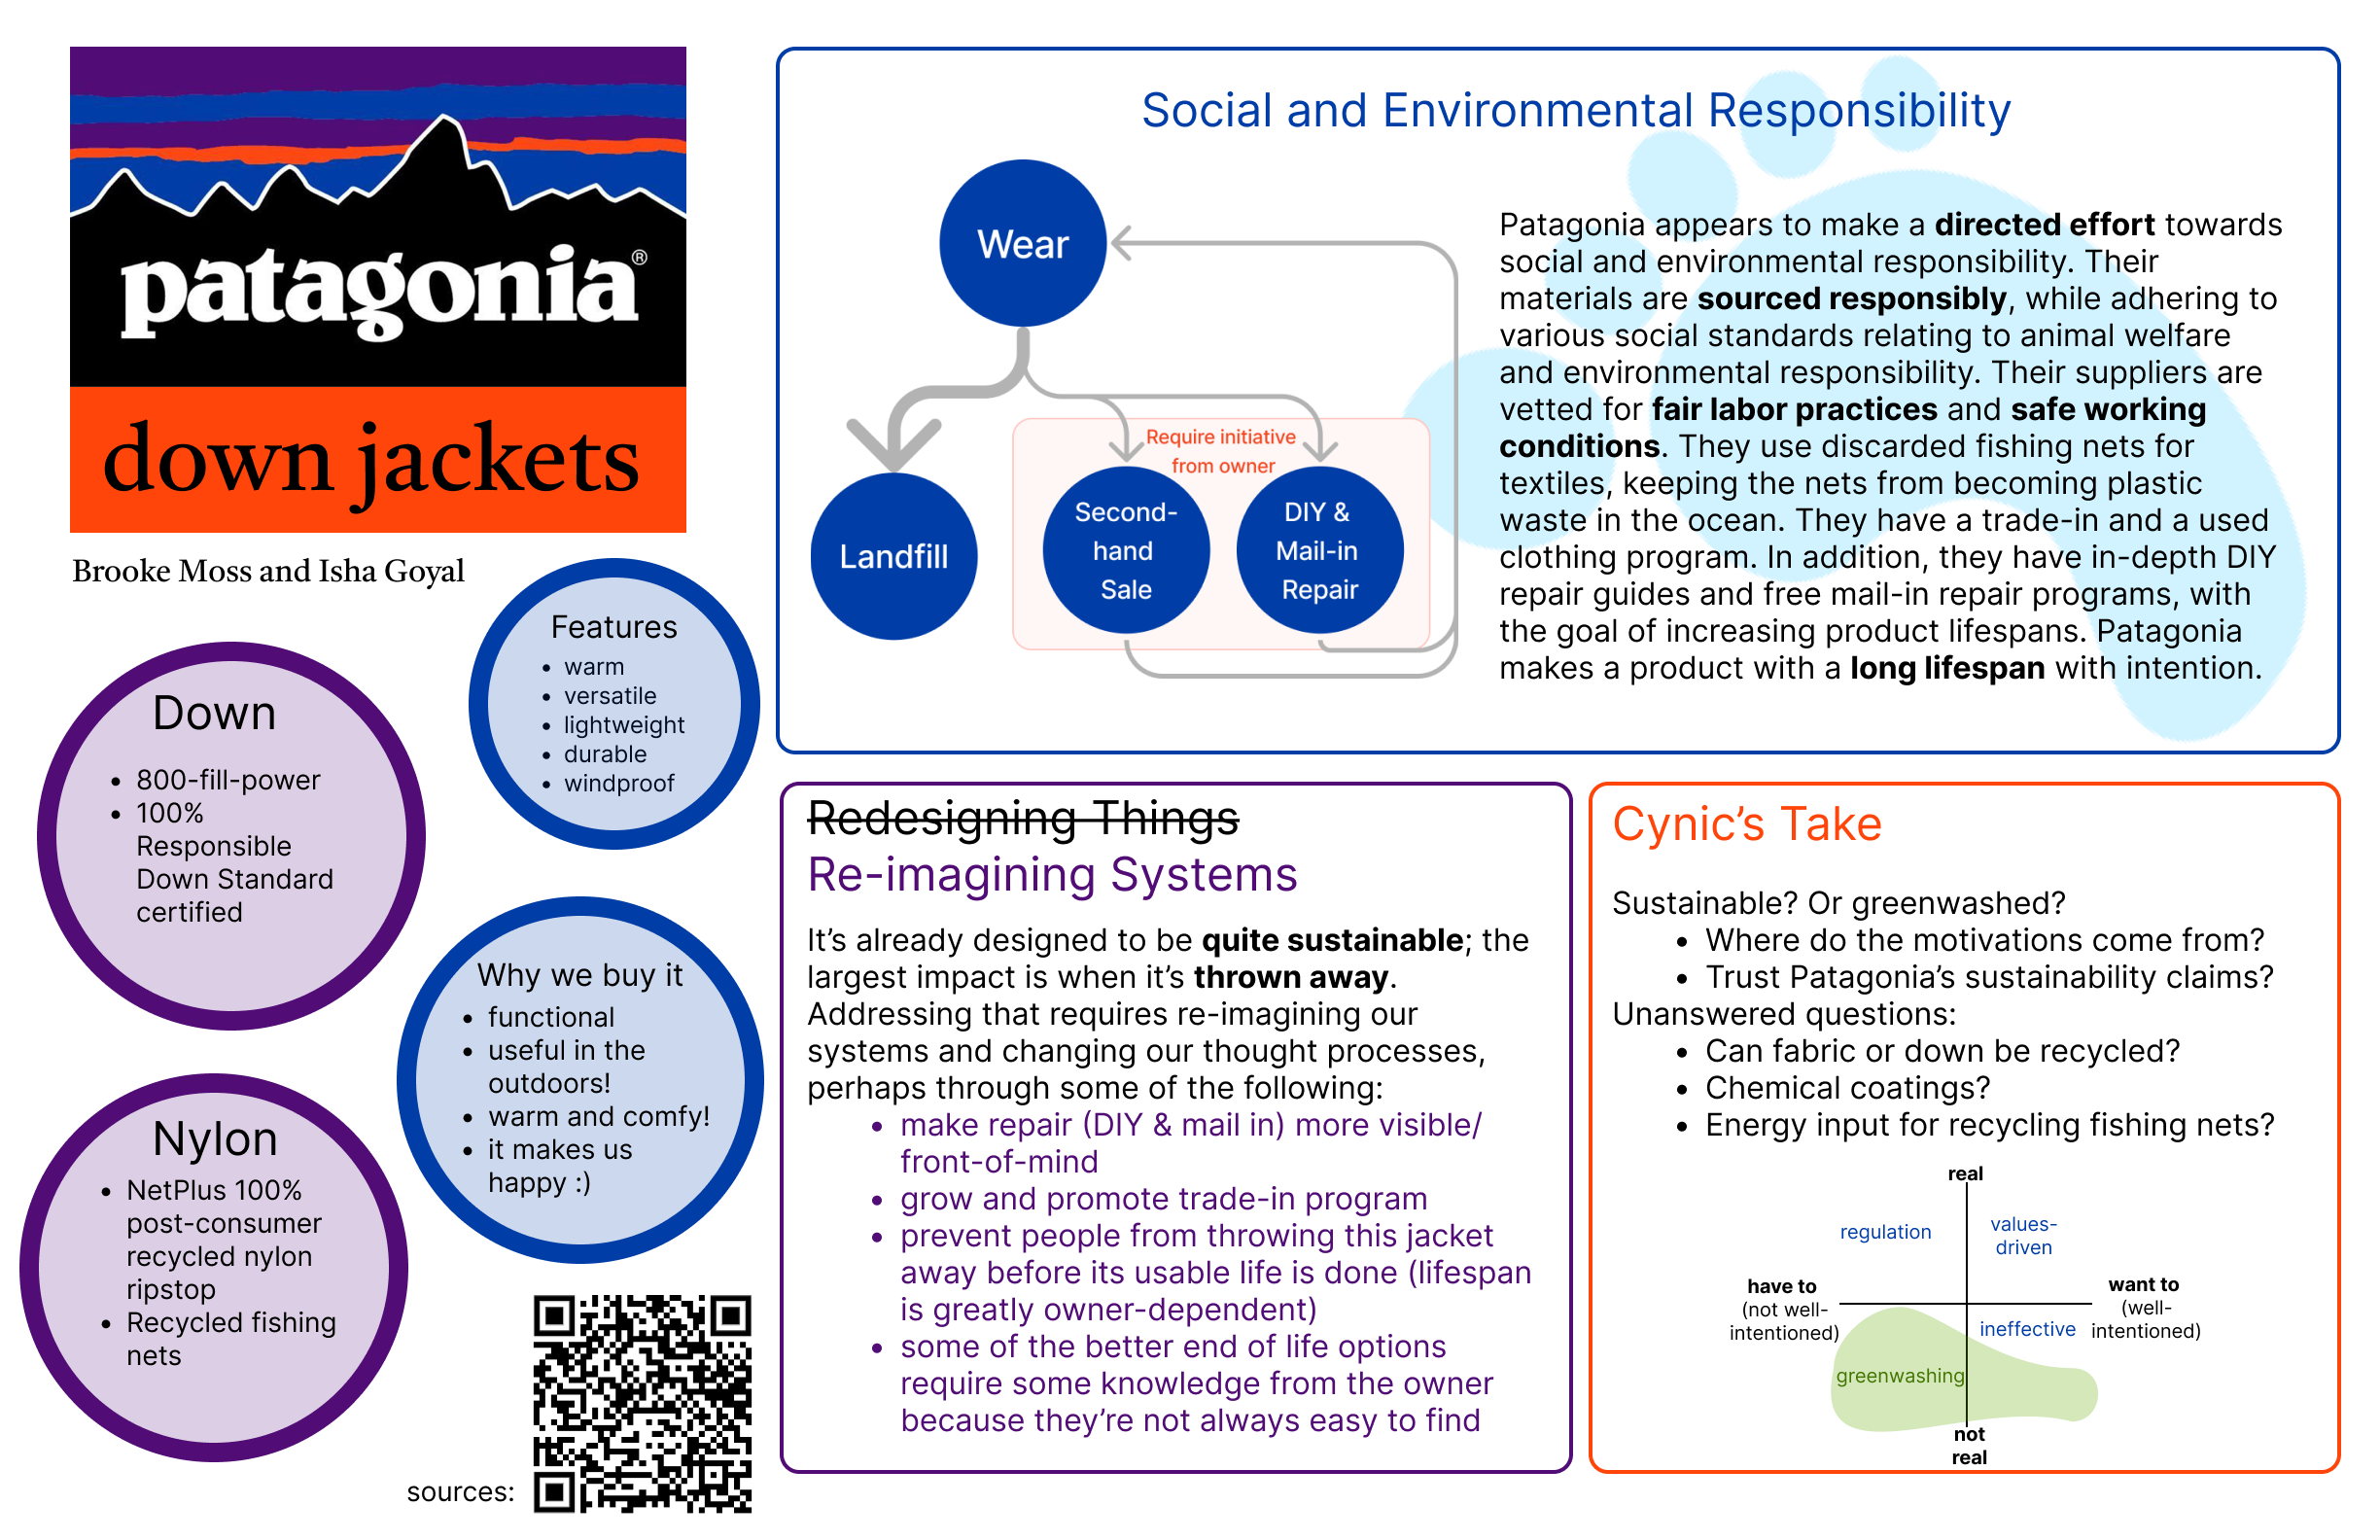 patagonia®
down jackets
Brooke Moss and Isha Goyal
Features
• warm
• versatile
• lightweight
• durable
• windproof
Down
• 800-fill-power
• 100%
Responsible
Down Standard
certified
Why we buy it
• functional
• useful in the
outdoors!
• warm and comfy!
• it makes us
happy :)
Nylon
• NetPlus 100%
post-consumer
recycled nylon
ripstop
• Recycled fishing
nets
sources:
Social and Environmental Responsibility
Wear
Landfill
Require initiative
from owner
Second-
hand
Sale
DIY &
Mail-in
Repair
Patagonia appears to make a directed effort towards
social and environmental responsibility. Their
materials are sourced responsibly, while adhering to
various social standards relating to animal welfare
and environmental responsibility. Their suppliers are
vetted for fair labor practices and safe working
conditions. They use discarded fishing nets for
textiles, keeping the nets from becoming plastic
waste in the ocean. They have a trade-in and a used
clothing program. In addition, they have in-depth DIY
repair guides and free mail-in repair programs, with
the goal of increasing product lifespans. Patagonia
makes a product with a long lifespan with intention.
Redesigning Things
Re-imagining Systems
It’s already designed to be quite sustainable; the
largest impact is when it’s thrown away.
Addressing that requires re-imagining our
systems and changing our thought processes,
perhaps through some of the following:
• make repair (DIY & mail in) more visible/
front-of-mind
• grow and promote trade-in program
• prevent people from throwing this jacket
away before its usable life is done (lifespan
is greatly owner-dependent)
• some of the better end of life options
require some knowledge from the owner
because they’re not always easy to find
Cynic’s Take
Sustainable? Or greenwashed?
• Where do the motivations come from?
• Trust Patagonia’s sustainability claims?
Unanswered questions:
• Can fabric or down be recycled?
• Chemical coatings?
• Energy input for recycling fishing nets?
real
regulation
values-
driven
have to
(not well-
intentioned)
want to
(well-
intentioned)
ineffective
greenwashing
not
real